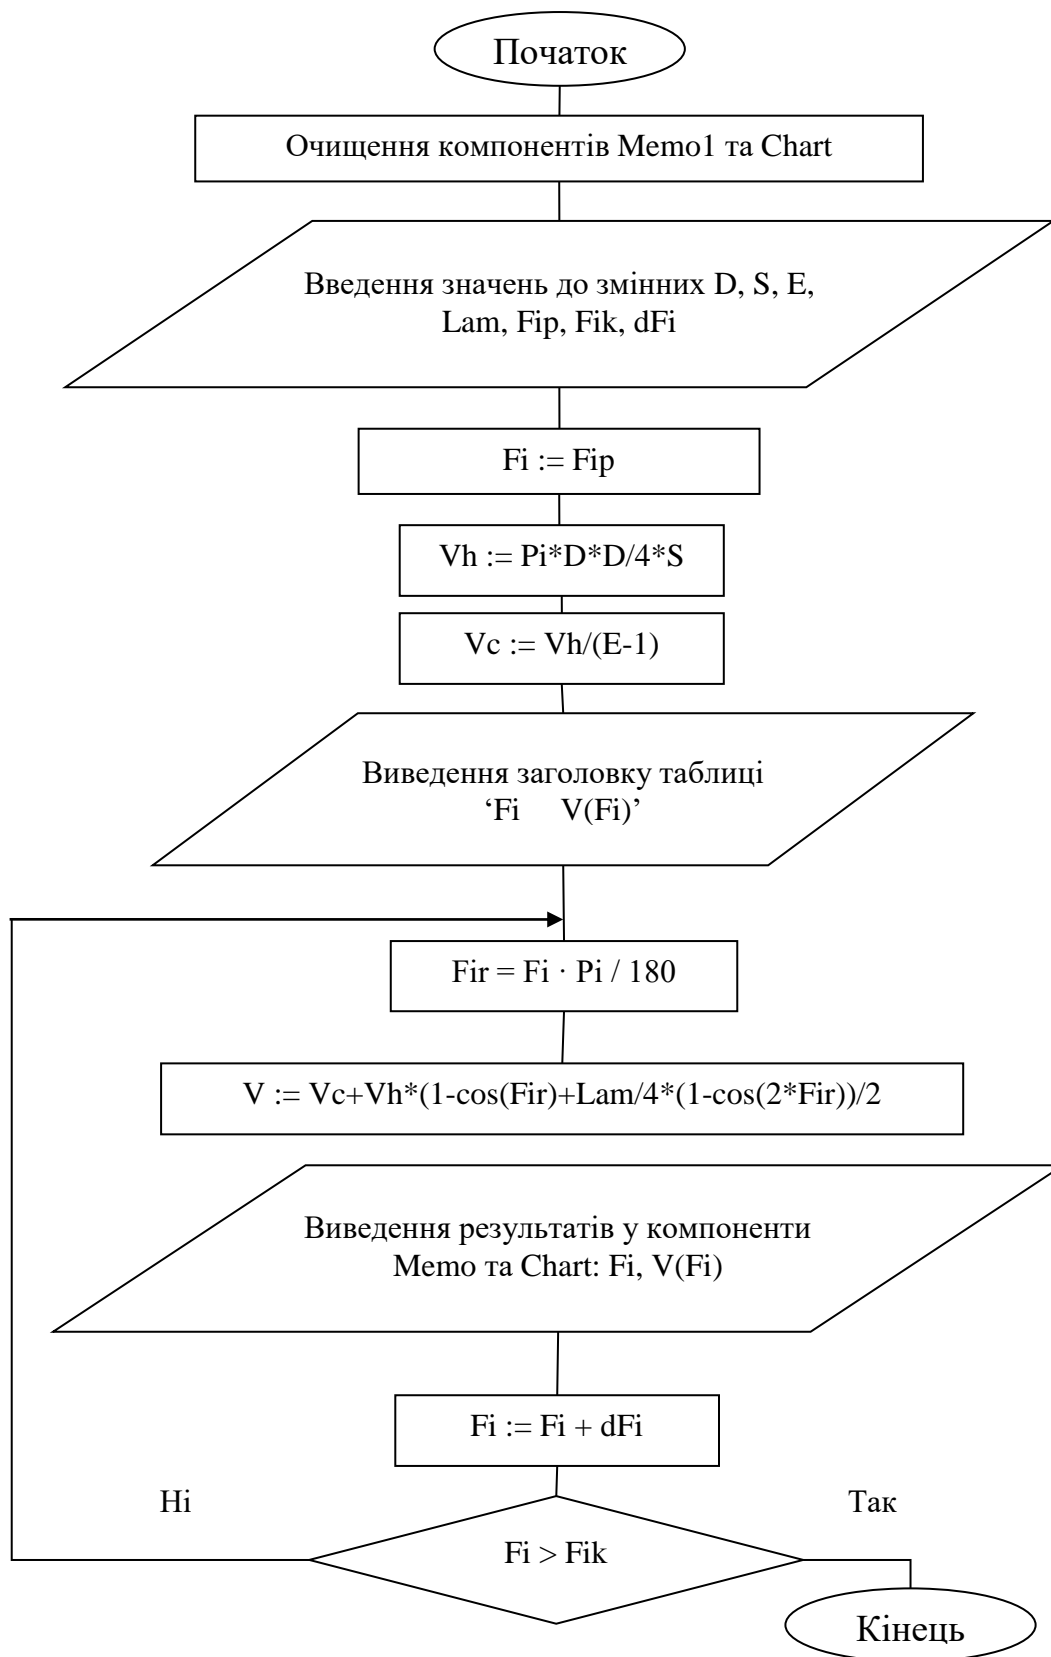 Початок
Очищення компонентів Memo1 та Chart
Введення значень до змінних D, S, E,
Lam, Fip, Fik, dFi
Fi := Fip
Vh := Pi*D*D/4*S
Vc := Vh/(E-1)
Виведення заголовку таблиці
‘Fi V(Fi)’
Fir = Fi · Pi / 180
V := Vc+Vh*(1-cos(Fir)+Lam/4*(1-cos(2*Fir))/2
Виведення результатів у компоненти
Memo та Chart: Fi, V(Fi)
Fi := Fi + dFi
Ні
Так
Fi > Fik
Кінець